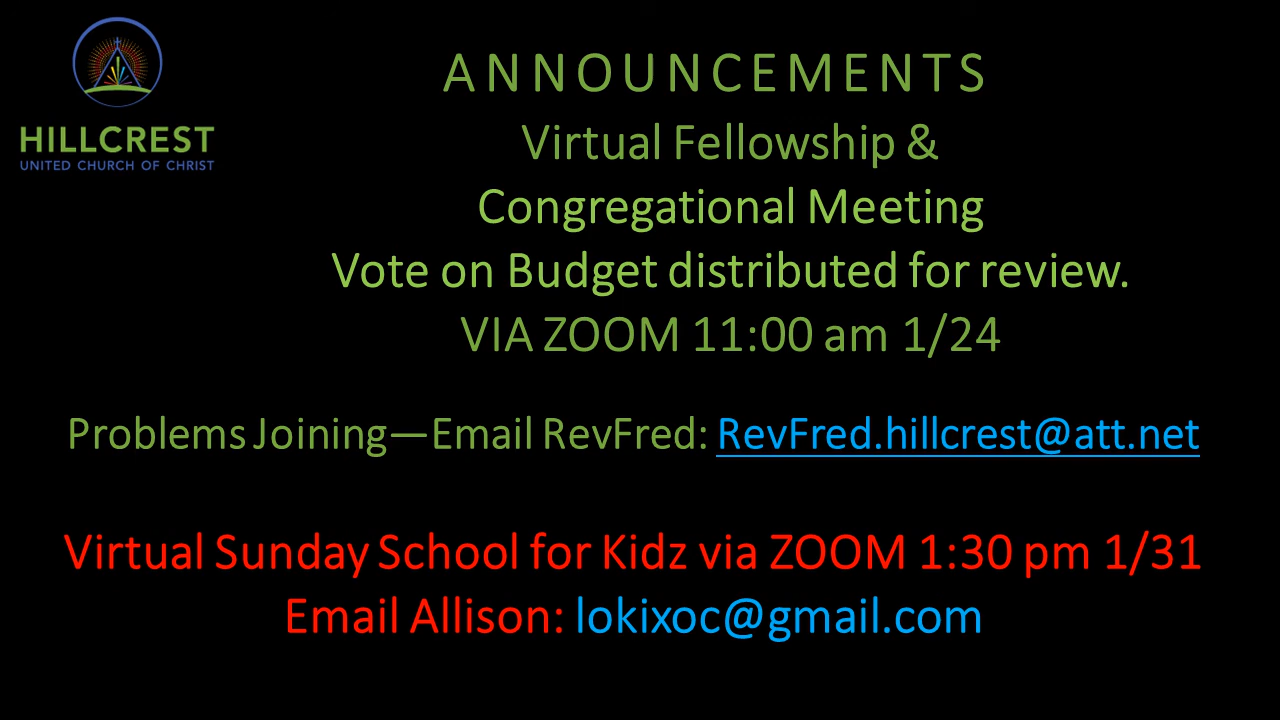 HILLCREST
UNITED CHURCH OF CHRIST
ANNOUNCEMENTS
Virtual Fellowship &
Congregational Meeting
Vote on Budget distributed for review.
VIA ZOOM 11:00 am 1/24
Problems Joining—Email RevFred: RevFred.hillcrest@att.net
Virtual Sunday School for Kidz via ZOOM 1:30 pm 1/31
Email Allison: lokixoc@gmail.com